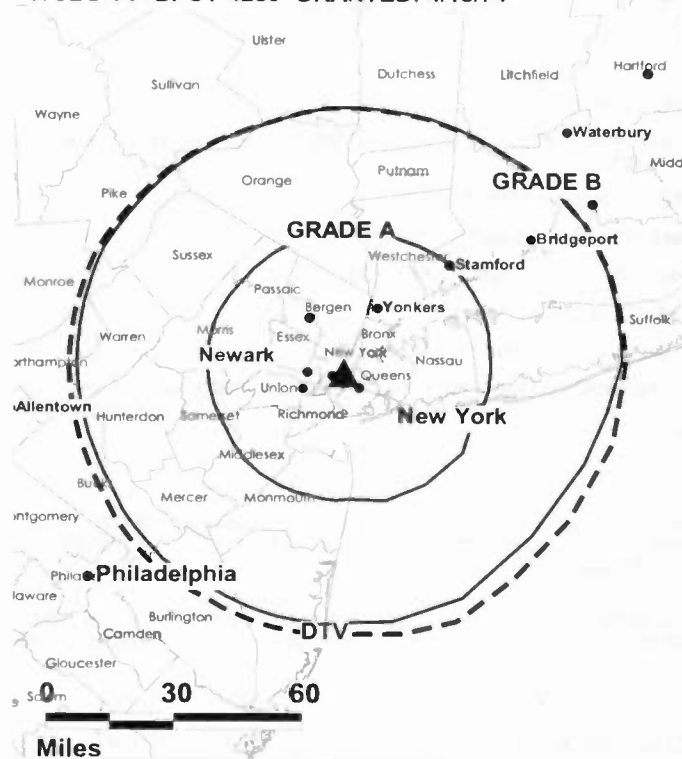 Ulster
Hartford
Dutchess
Litchfield
Sullivan
Wayne
Waterbury
Putnam
Orange
GRADE B
Pike
GRADE A
Bridgeport
Westchester
Stamford
Sussex
Monroe
Passaic
Bergen
Yonkers
Suffolk
Warren
Morris
Essex
Bronx
Newark
New York
Nassau
Queens
Union
Allentown
Hunterdon
Somerset
Richmond
New York
Middlesex
Bucks
Mercer
Monmouth
Philadelphia
Burlington
DTV
Camden
Gloucester
0 30 60
Miles